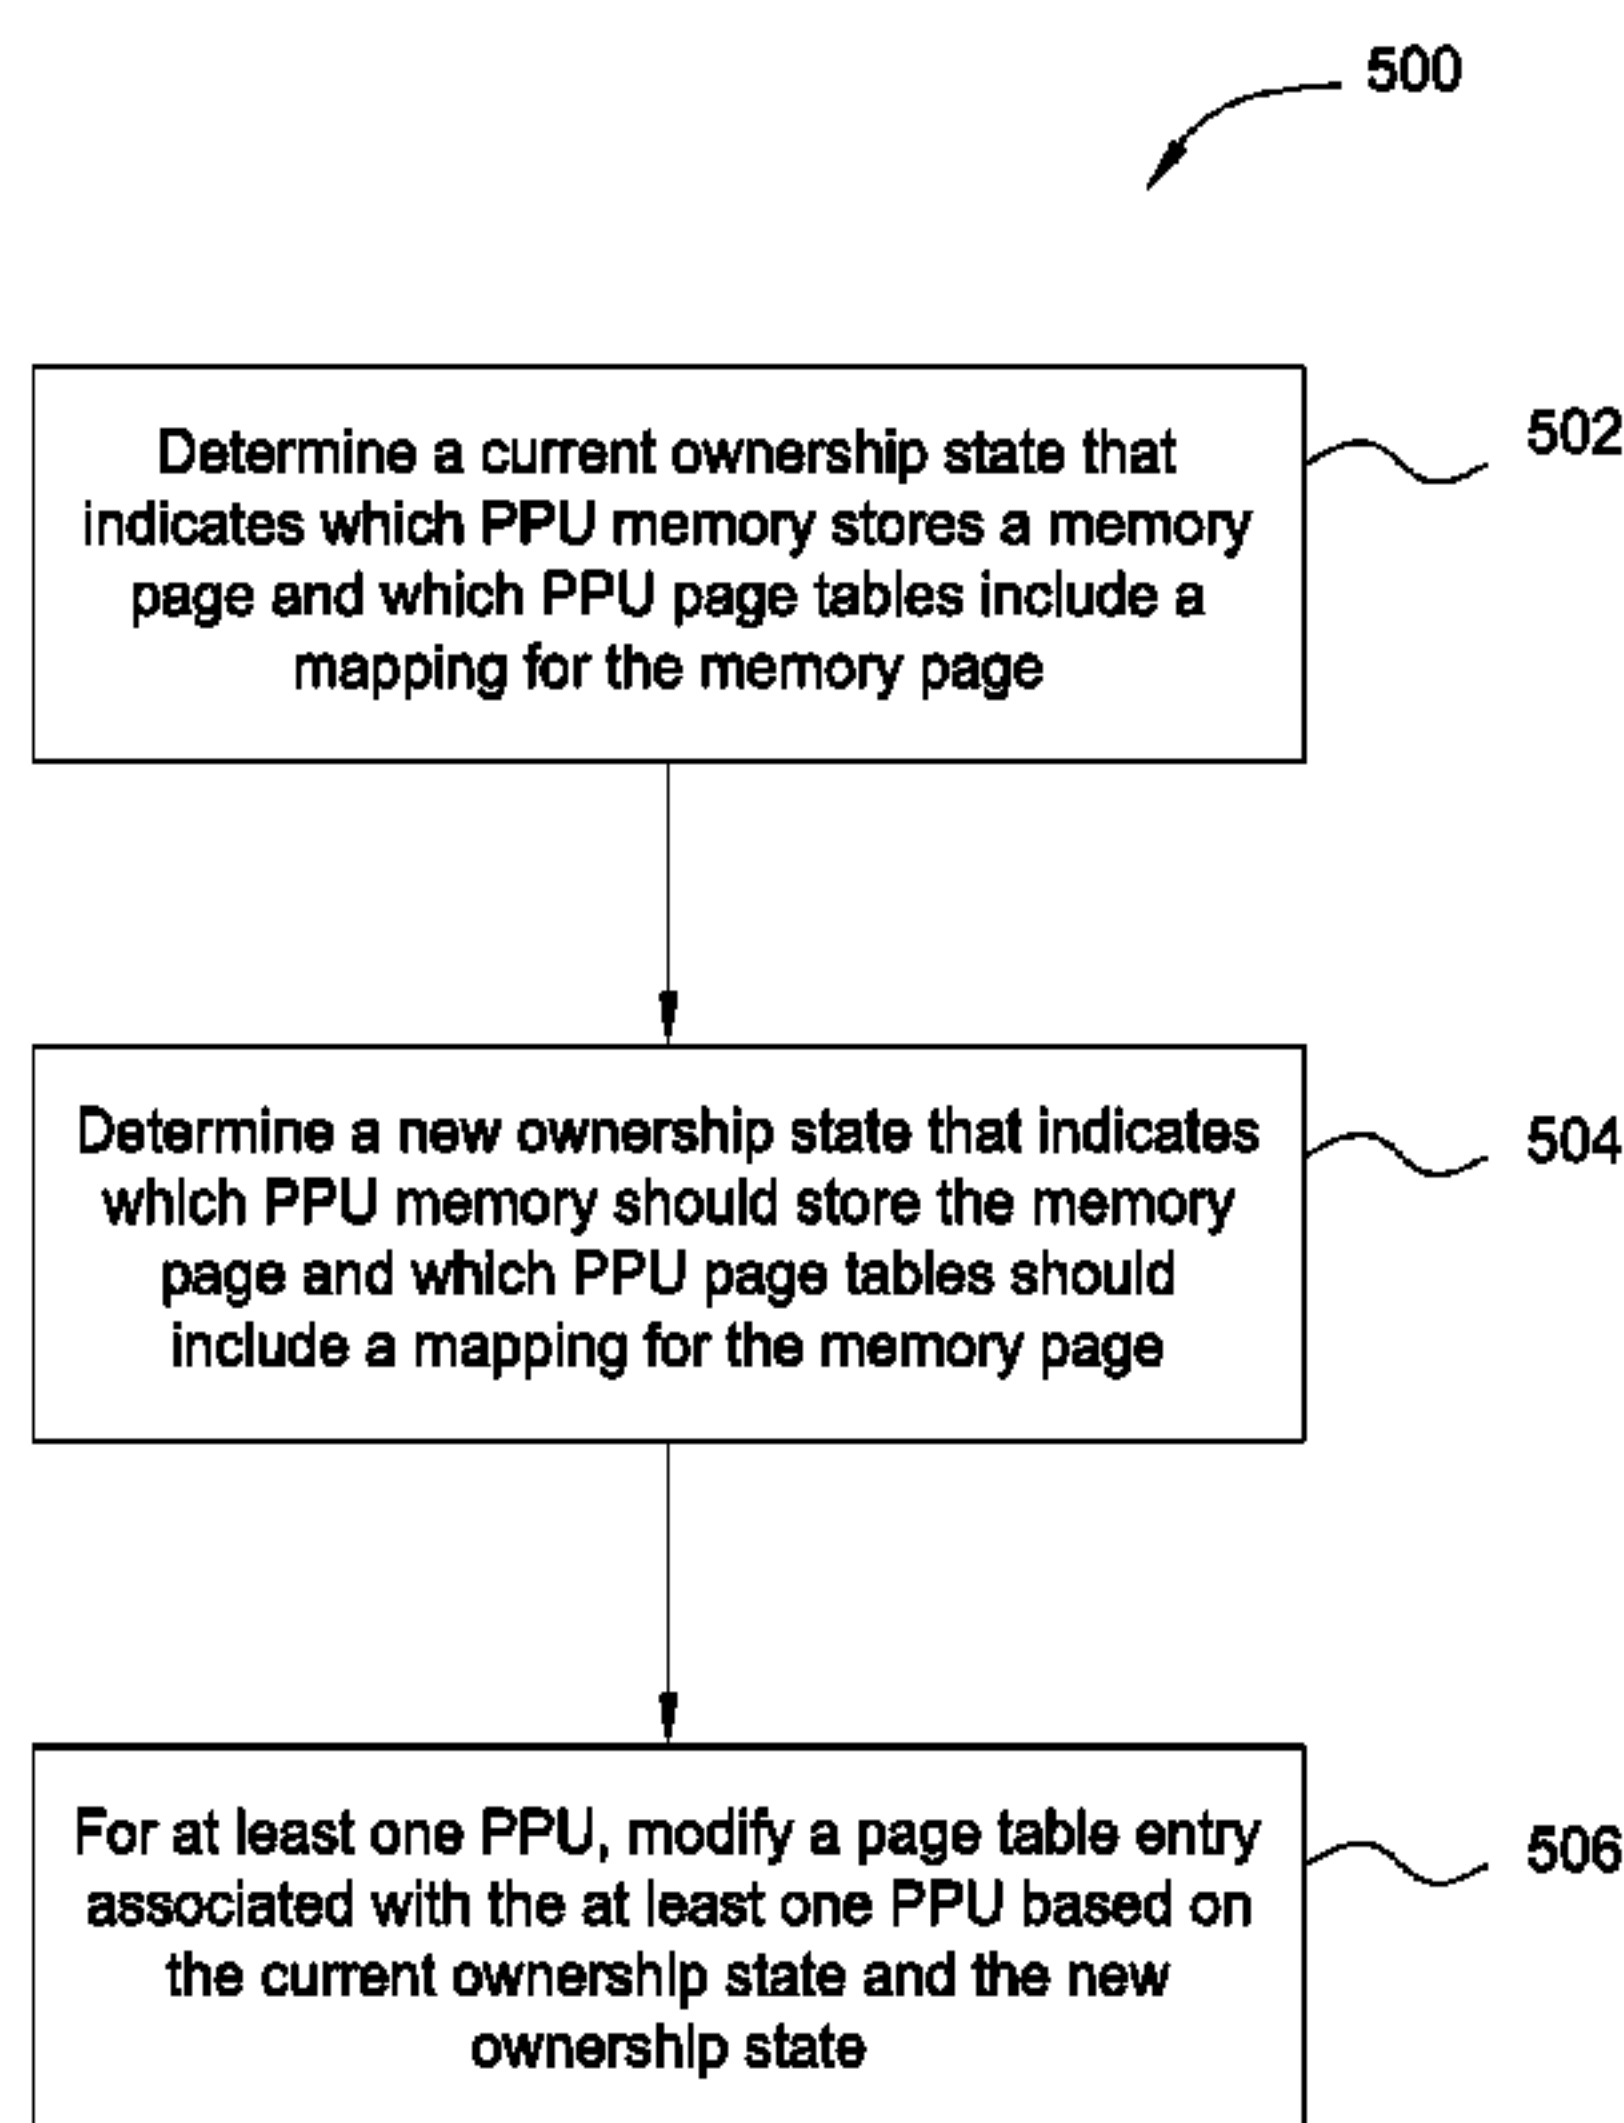 500
Determine a current ownership state that
indicates which PPU memory stores a memory
page and which PPU page tables include a
mapping for the memory page
502
Determine a new ownership state that indicates
which PPU memory should store the memory
page and which PPU page tables should
include a mapping for the memory page
504
For at least one PPU, modify a page table entry
associated with the at least one PPU based on
the current ownership state and the new
ownership state
506